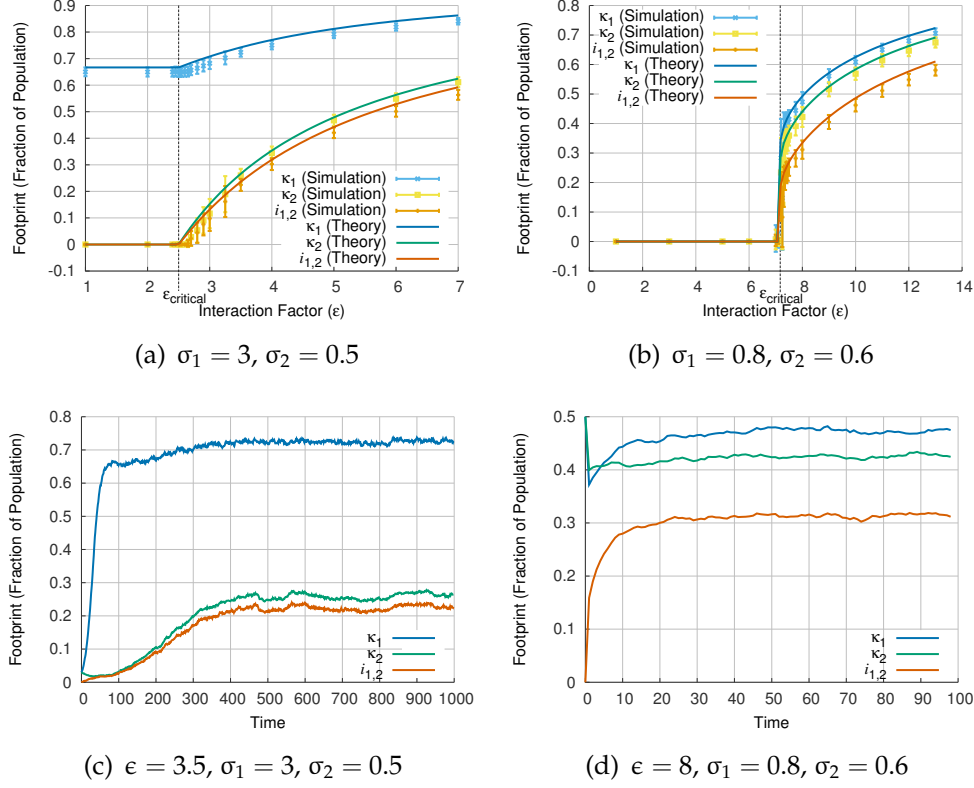 Footprint (Fraction of Population)
0.9
0.8
0.7
0.6
0.5
0.4
0.3
0.2
0.1
0
-0.1
κ1 (Simulation)
κ2 (Simulation)
i1,2 (Simulation)
κ1 (Theory)
κ2 (Theory)
i1,2 (Theory)
1 2 3 4 5 6 7
εcritical
Interaction Factor (ε)
(a) σ1 = 3, σ2 = 0.5
Footprint (Fraction of Population)
0.8
0.7
0.6
0.5
0.4
0.3
0.2
0.1
0
-0.1
κ1 (Simulation)
κ2 (Simulation)
i1,2 (Simulation)
κ1 (Theory)
κ2 (Theory)
i1,2 (Theory)
0 2 4 6 8 10 12 14
εcritical
Interaction Factor (ε)
(b) σ1 = 0.8, σ2 = 0.6
Footprint (Fraction of Population)
0.8
0.7
0.6
0.5
0.4
0.3
0.2
0.1
0
κ1
κ2
i1,2
0 100 200 300 400 500 600 700 800 900 1000
Time
(c) ϵ = 3.5, σ1 = 3, σ2 = 0.5
Footprint (Fraction of Population)
0.5
0.4
0.3
0.2
0.1
0
κ1
κ2
i1,2
0 10 20 30 40 50 60 70 80 90 100
Time
(d) ϵ = 8, σ1 = 0.8, σ2 = 0.6